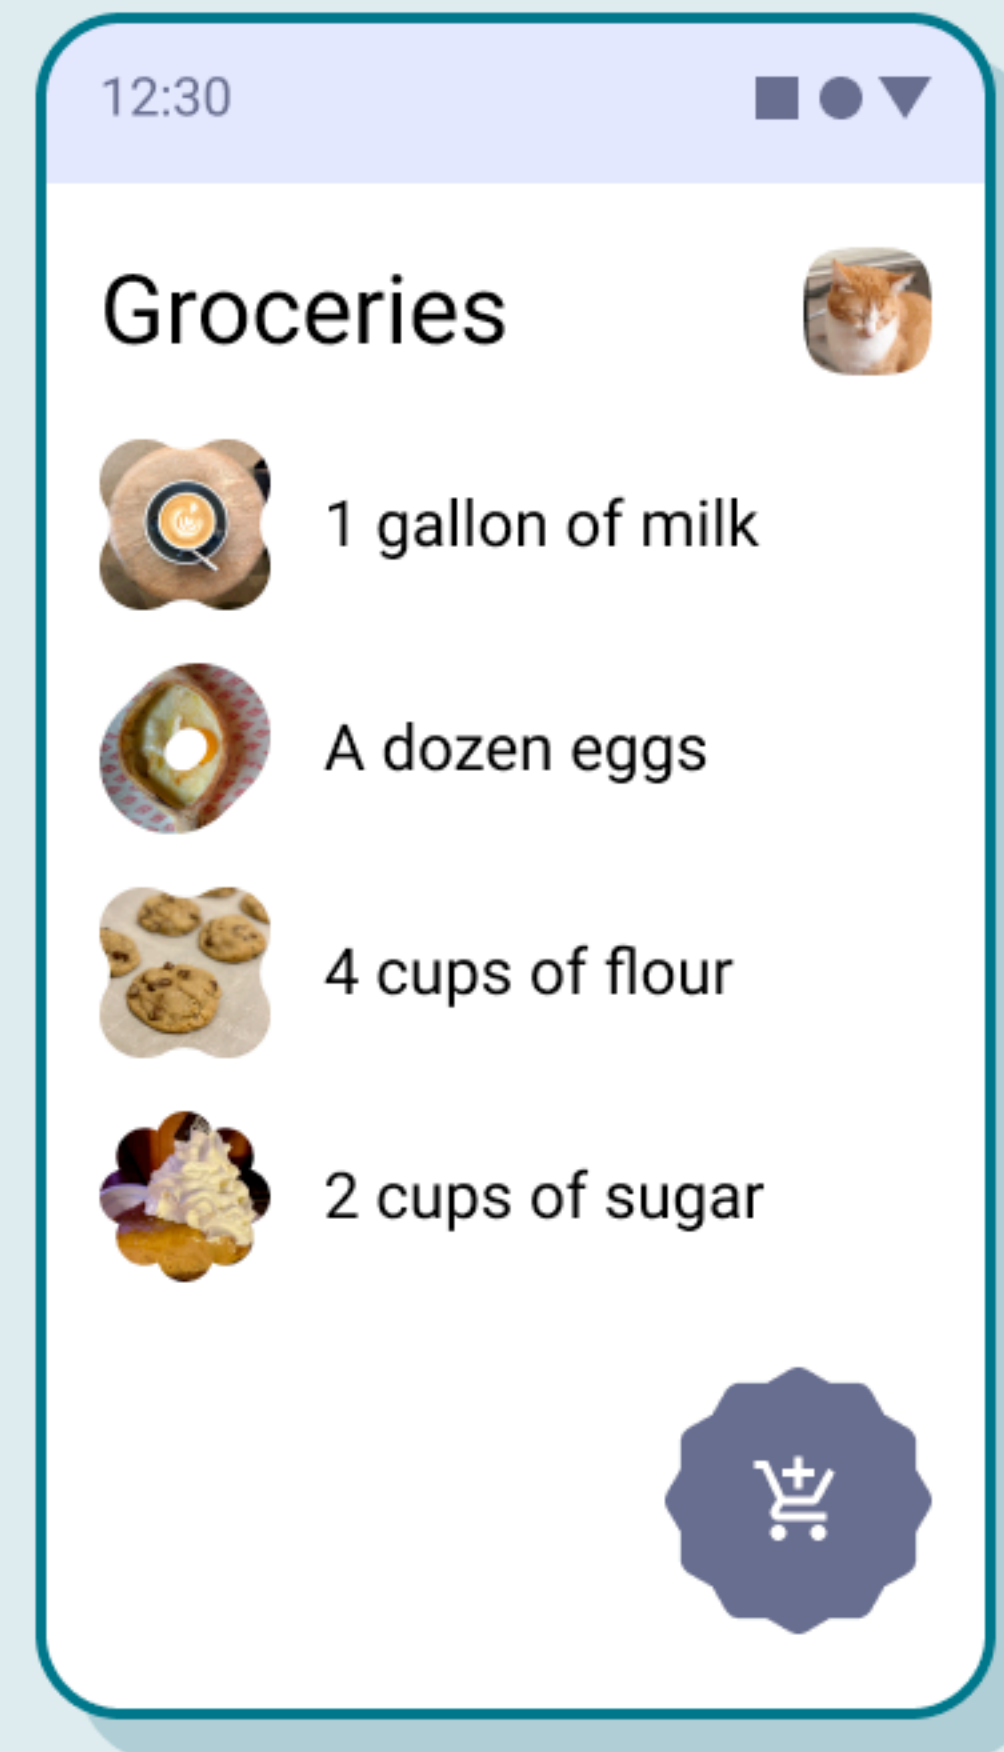 12:30
Groceries
1 gallon of milk
A dozen eggs
4 cups of flour
2 cups of sugar